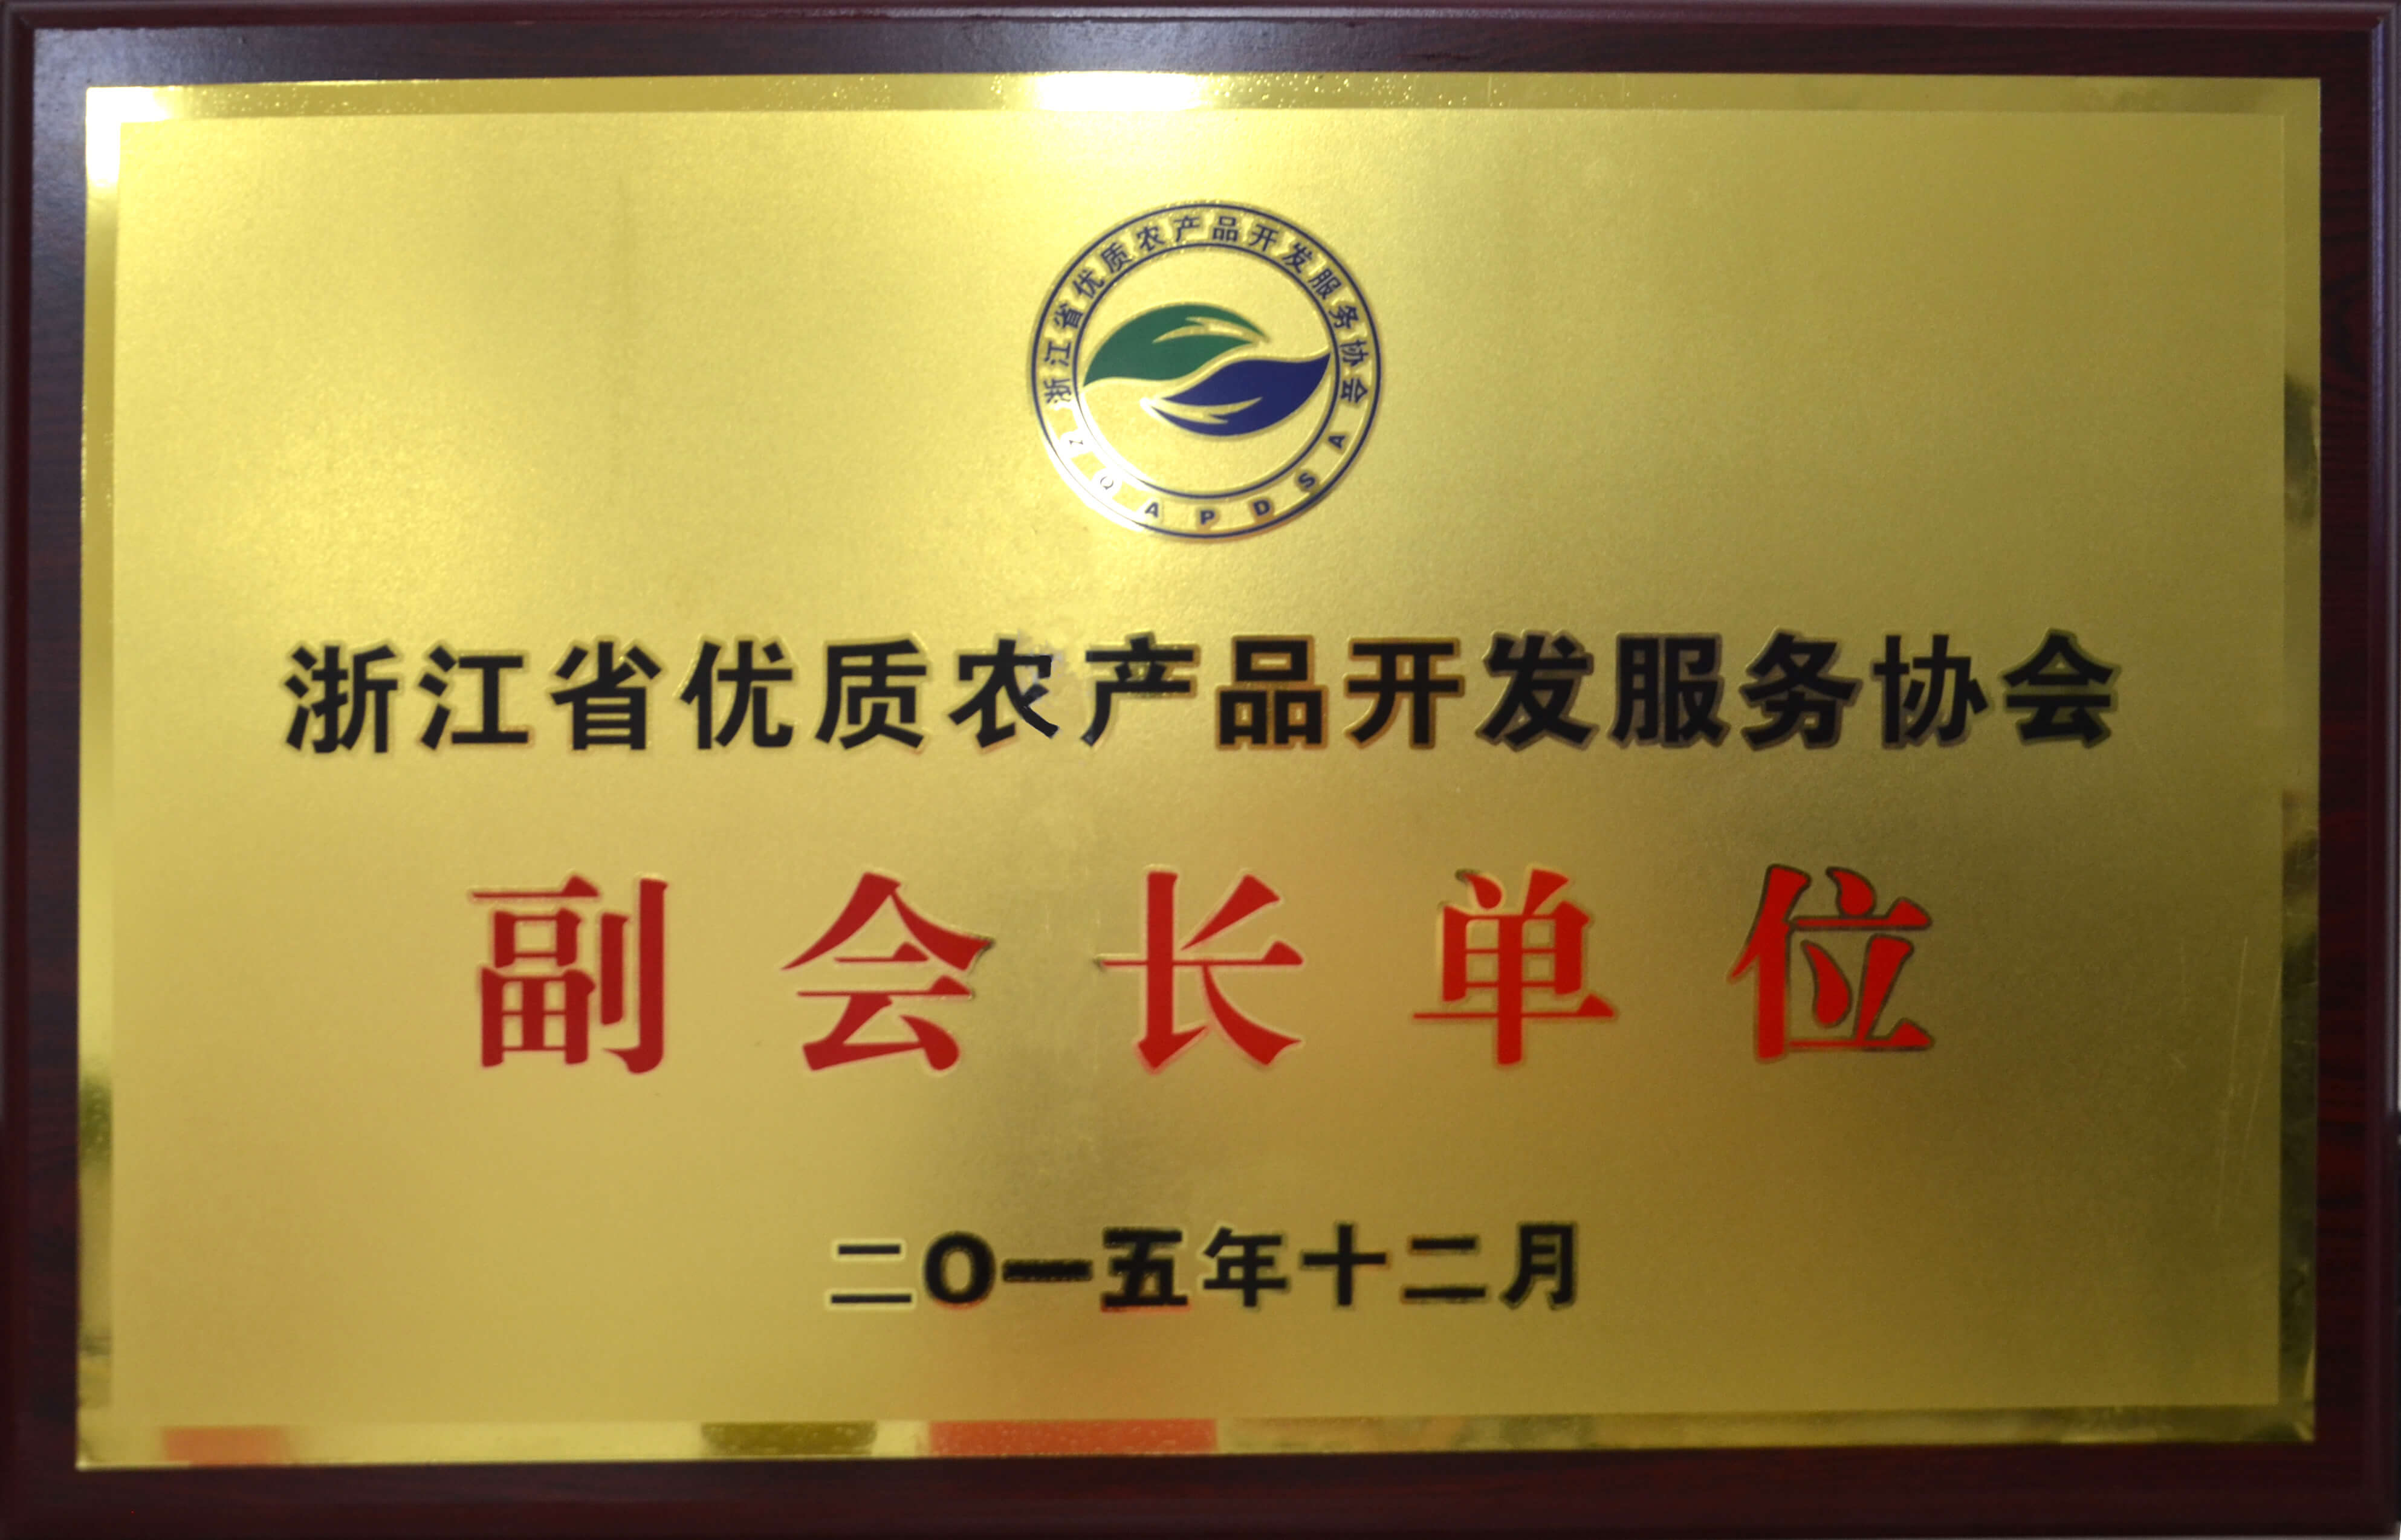 浙江省优质农产品开发服务协会
ZQAPDSA
浙江省优质农产品开发服务协会
副会长单位
二〇一五年十二月